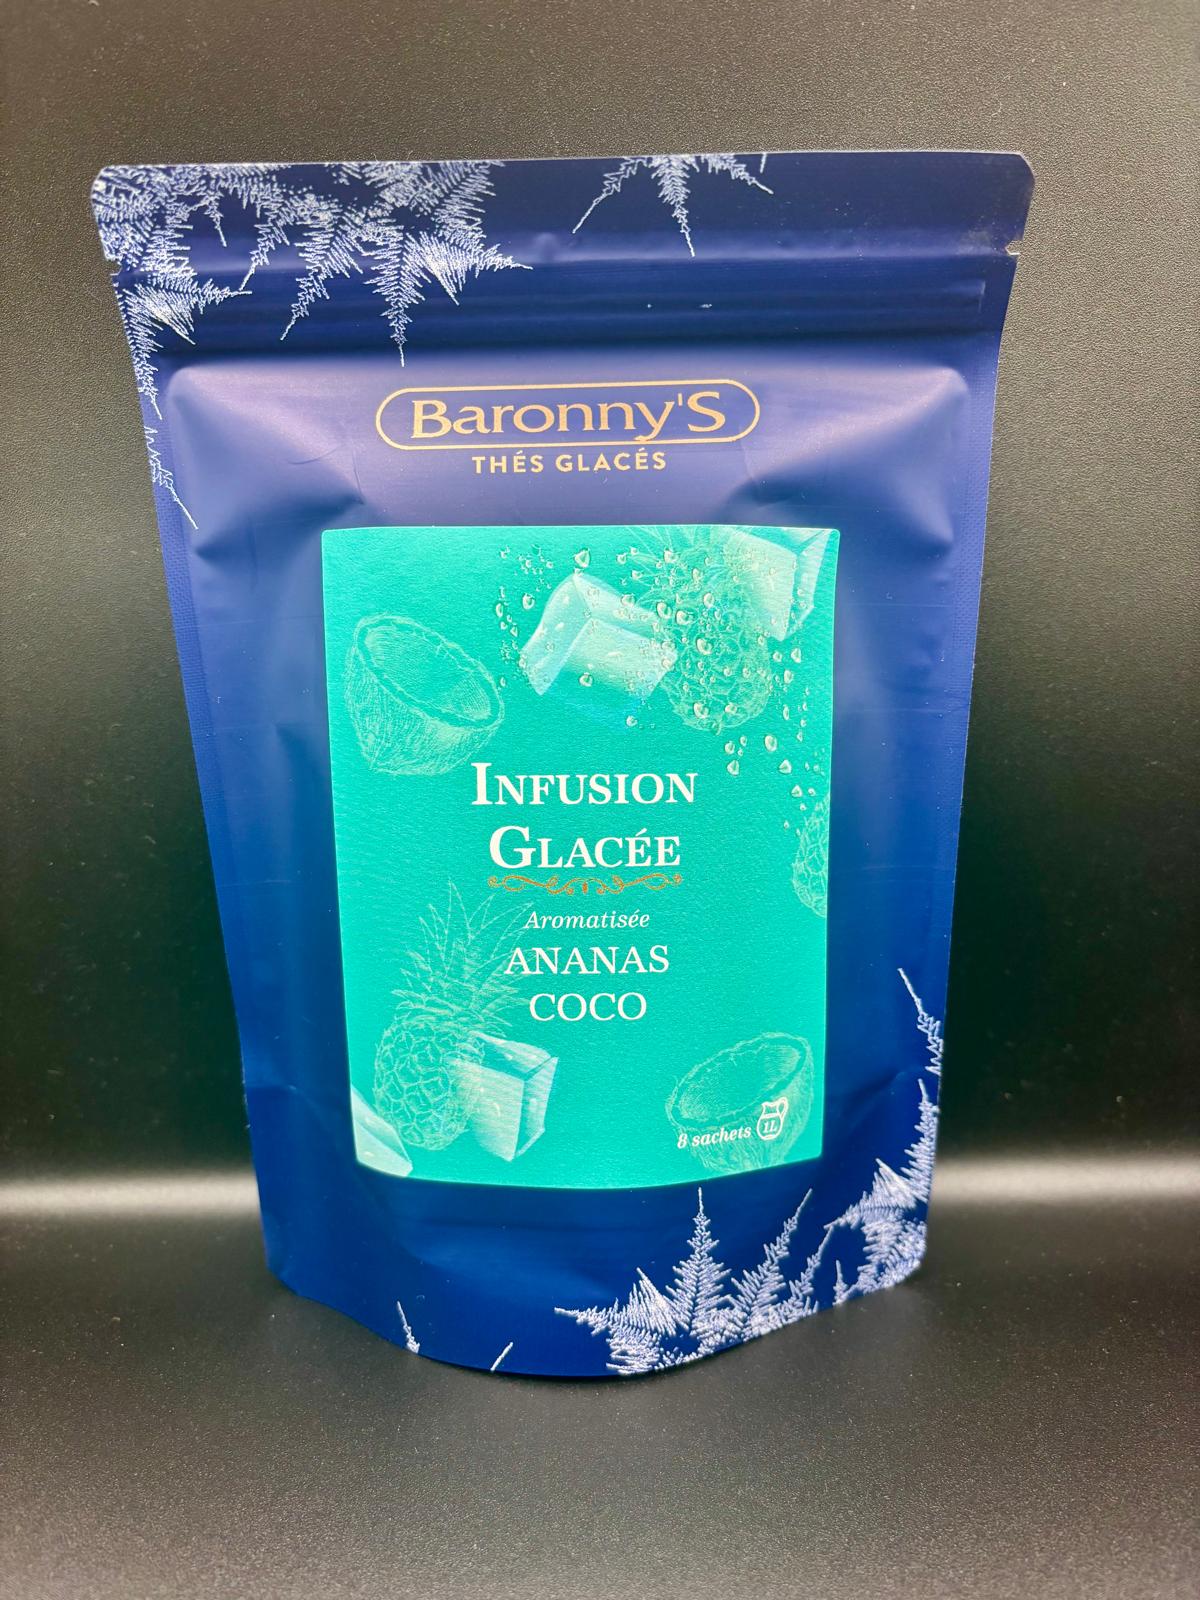 Baronny'S
THÉS GLACÉS
INFUSION
GLACÉE
Aromatisée
ANANAS
COCO
8 sachets 1L